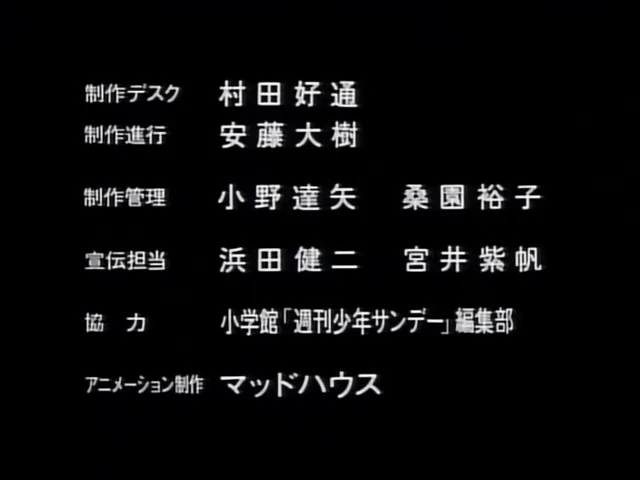 制作デスク 村田好通
制作進行 安藤大樹
制作管理 小野達矢 桑園裕子
宣伝担当 浜田健二 宮井紫帆
協力 小学館「週刊少年サンデー」編集部
アニメーション制作 マッドハウス